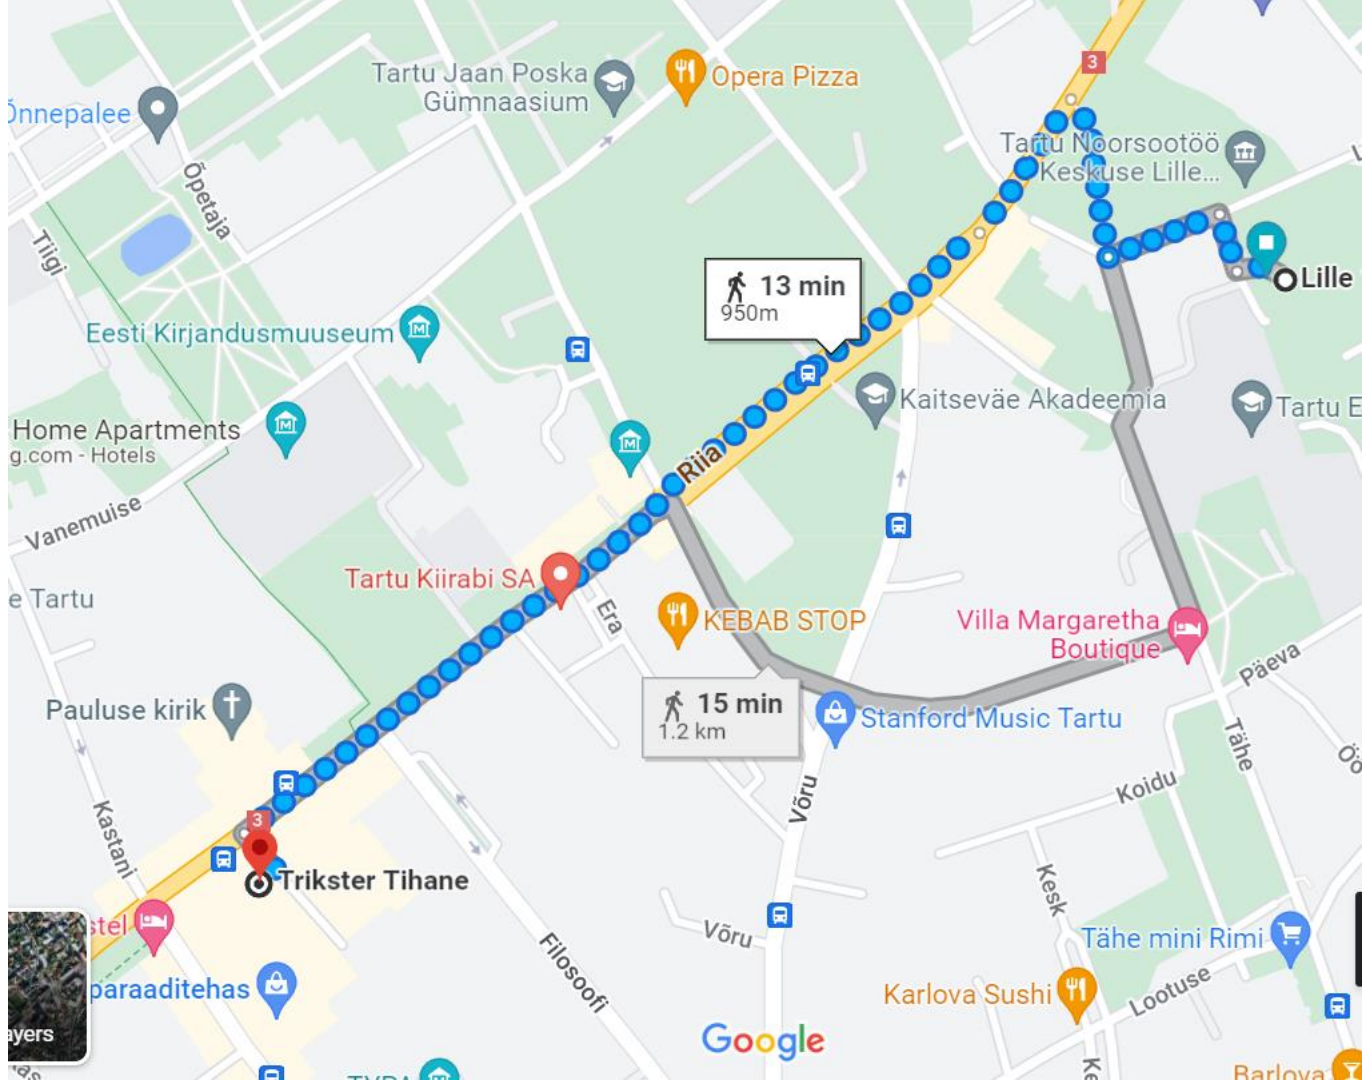 3
Tartu Jaan Poska
Gümnaasium
Opera Pizza
Õnnepalee
Tartu Noorsootöö
Keskuse Lille...
Õpetaja
Tiigi
Lille
13 min
950m
Eesti Kirjandusmuuseum
Kaitseväe Akadeemia
Tartu E
Home Apartments
g.com - Hotels
Riia
Vanemuise
Tartu Kiirabi SA
e Tartu
Era
KEBAB STOP
Villa Margaretha
Boutique
Päeva
15 min
1.2 km
Pauluse kirik
Stanford Music Tartu
Tähe
Öö
Koidu
Võru
Kastani
3
Trikster Tihane
Kesk
stel
Võru
Tähe mini Rimi
Filosoofi
paraaditehas
Karlova Sushi
Lootuse
ayers
Google
Ke
Barlova